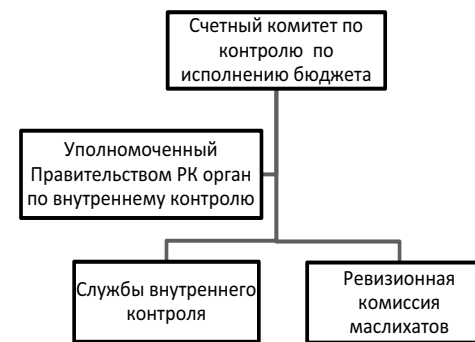 Счетный комитет по
контролю по
исполнению бюджета
Уполномоченный
Правительством РК орган
по внутреннему контролю
Службы внутреннего
контроля
Ревизионная
комиссия
маслихатов